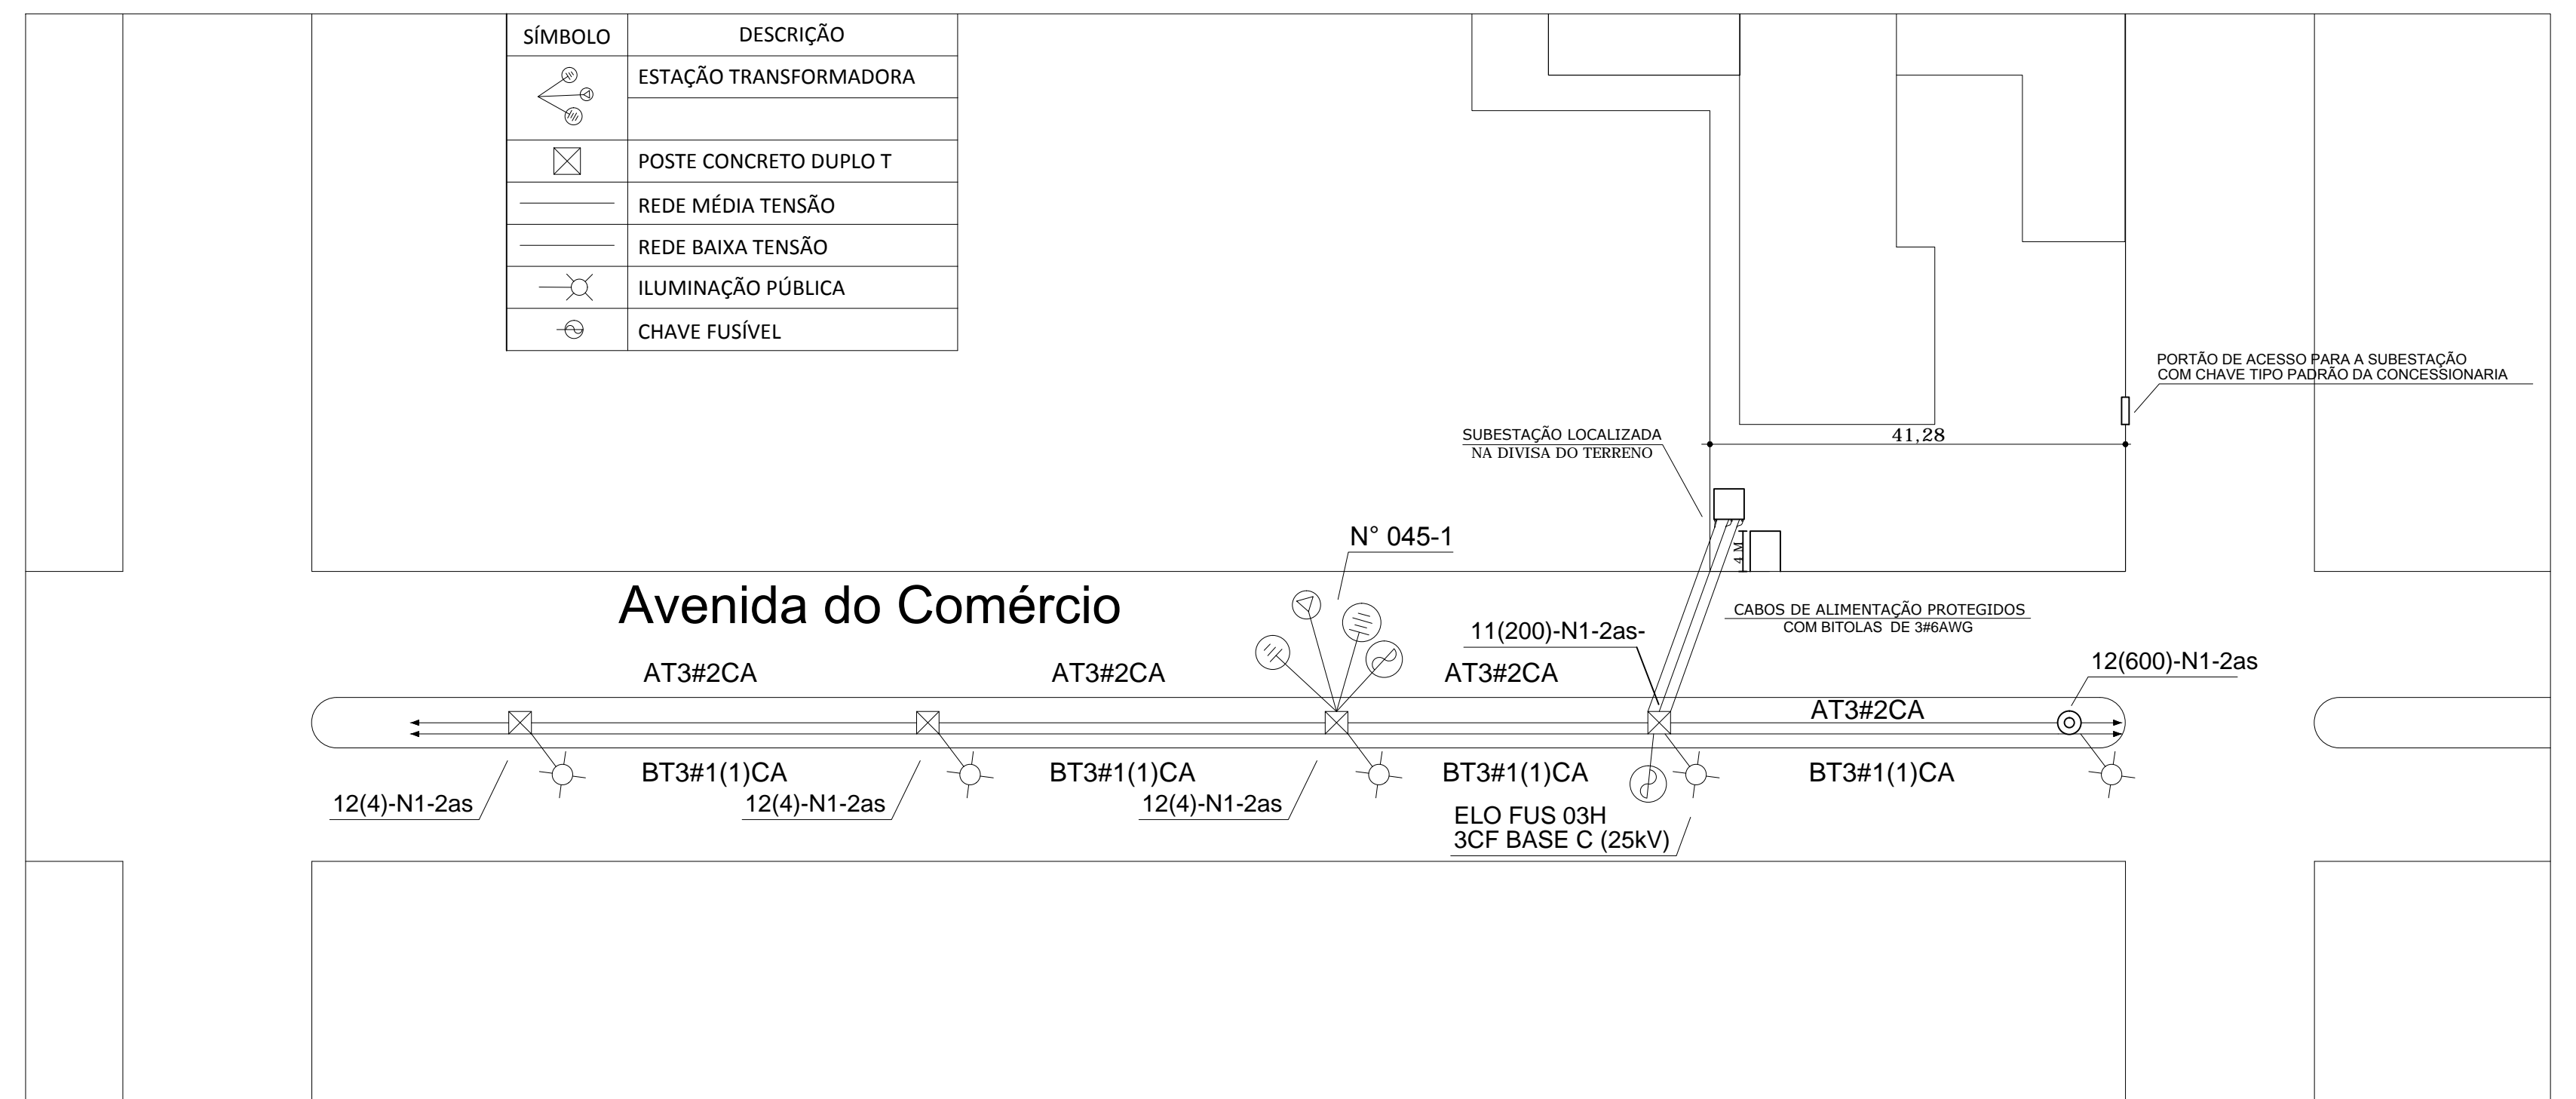 SÍMBOLO DESCRIÇÃO
ESTAÇÃO TRANSFORMADORA
POSTE CONCRETO DUPLO T
REDE MÉDIA TENSÃO
REDE BAIXA TENSÃO
ILUMINAÇÃO PÚBLICA
CHAVE FUSÍVEL
PORTÃO DE ACESSO PARA A SUBESTAÇÃO
COM CHAVE TIPO PADRÃO DA CONCESSIONARIA
SUBESTAÇÃO LOCALIZADA
NA DIVISA DO TERRENO
41,28
N° 045-1
4 M
Avenida do Comércio
CABOS DE ALIMENTAÇÃO PROTEGIDOS
COM BITOLAS DE 3#6AWG
11(200)-N1-2as-
12(600)-N1-2as
AT3#2CA AT3#2CA AT3#2CA AT3#2CA
BT3#1(1)CA BT3#1(1)CA BT3#1(1)CA BT3#1(1)CA
12(4)-N1-2as 12(4)-N1-2as 12(4)-N1-2as
ELO FUS 03H
3CF BASE C (25kV)